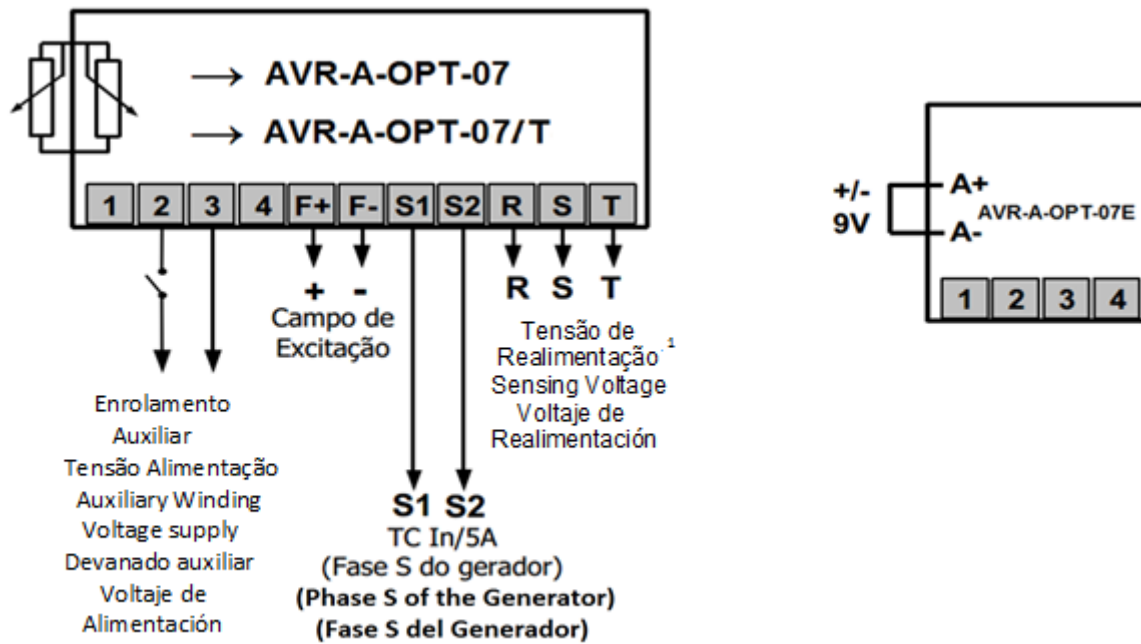 → AVR-A-OPT-07
→ AVR-A-OPT-07/T
1 2 3 4 F+ F- S1 S2 R S T
+ -
Campo de
Excitação
R S T
Tensão de
Realimentação 1
Sensing Voltage
Voltaje de
Realimentación
Enrolamento
Auxiliar
Tensão Alimentação
Auxiliary Winding
Voltage supply
Devanado auxiliar
Voltaje de
Alimentación
S1 S2
TC In/5A
(Fase S do gerador)
(Phase S of the Generator)
(Fase S del Generador)
+/-
9V
A+
AVR-A-OPT-07E
A-
1 2 3 4